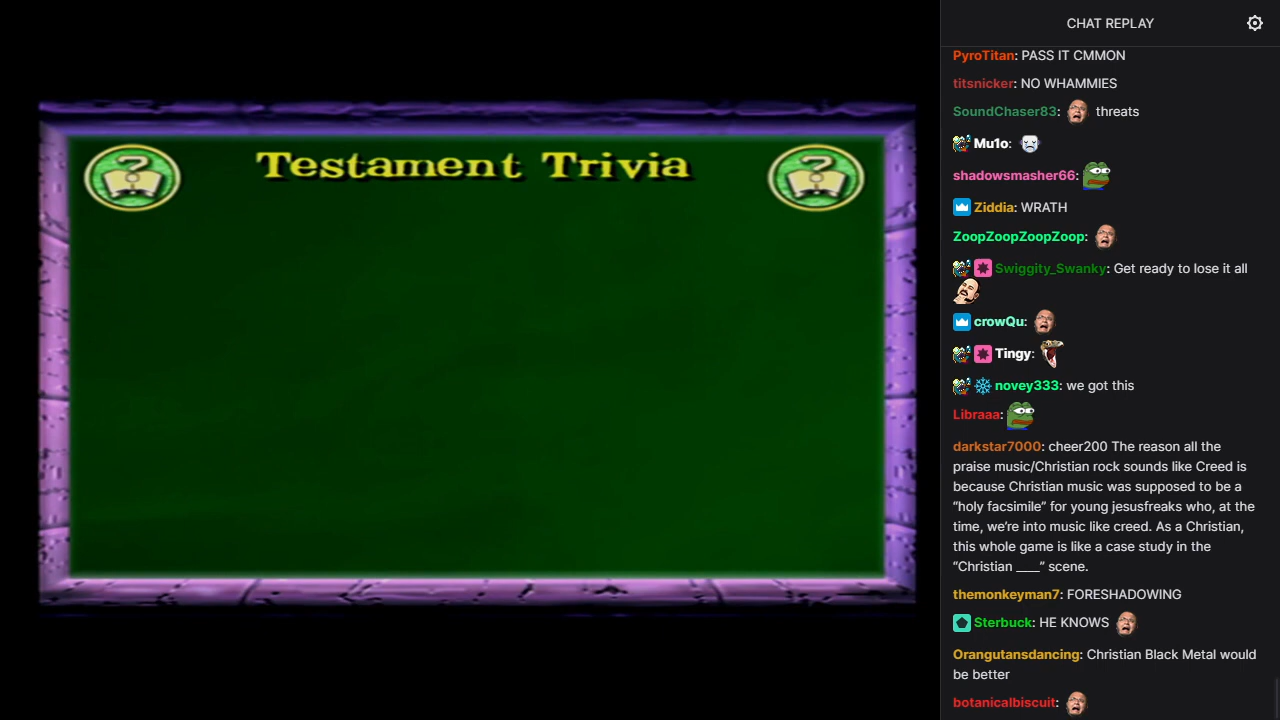 Testament Trivia
CHAT REPLAY
PyroTitan: PASS IT CMMON
titsnicker: NO WHAMMIES
SoundChaser83: threats
Mu1o:
shadowsmasher66:
Ziddia: WRATH
ZoopZoopZoopZoop:
Swiggity_Swanky: Get ready to lose it all
crowQu:
Tingy:
novey333: we got this
Libraaa:
darkstar7000: cheer200 The reason all the
praise music/Christian rock sounds like Creed is
because Christian music was supposed to be a
“holy facsimile” for young jesusfreaks who, at the
time, we’re into music like creed. As a Christian,
this whole game is like a case study in the
“Christian ____” scene.
themonkeyman7: FORESHADOWING
Sterbuck: HE KNOWS
Orangutansdancing: Christian Black Metal would
be better
botanicalbiscuit: